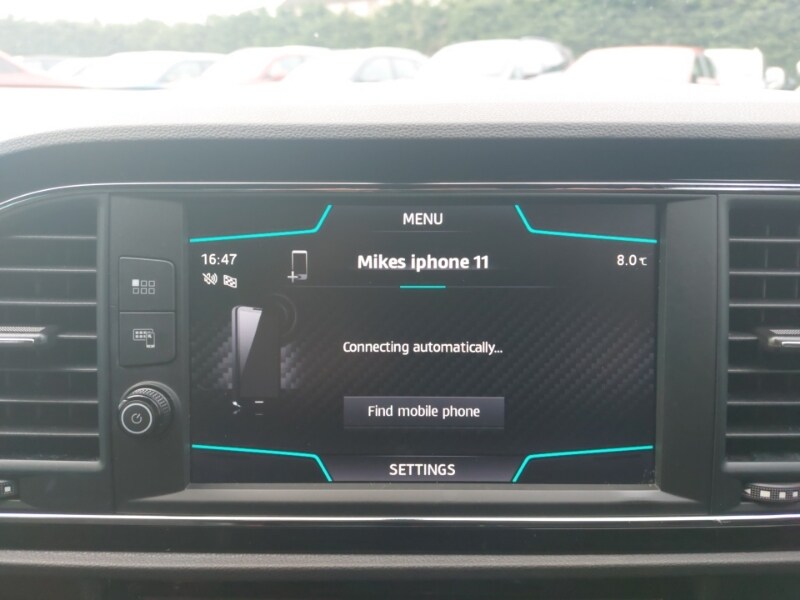 MENU
16:47
Mikes iphone 11
8.0°C
Connecting automatically...
Find mobile phone
SETTINGS